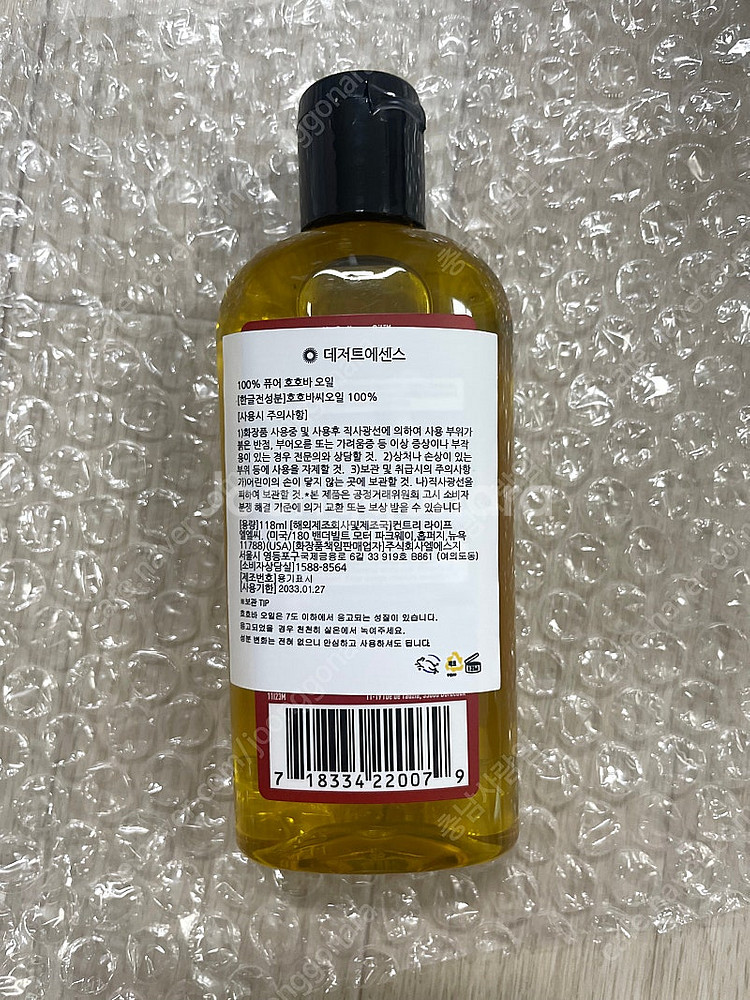 데저트에센스
100% 퓨어 호호바 오일
[한글전성분]호호바씨오일 100%
[사용시 주의사항]
1)화장품 사용중 및 사용후 직사광선에 의하여 사용 부위가
붉은 반점, 부어오름 또는 가려움증 등 이상 증상이나 부작
용이 있는 경우 전문의와 상담할 것. 2)상처나 손상이 있는
부위 등에 사용을 자제할 것. 3)보관 및 취급시의 주의사항
가)어린이의 손이 닿지 않는 곳에 보관할 것. 나)직사광선을
피하여 보관할 것.*본 제품은 공정거래위원회 고시 소비자
분쟁 해결 기준에 의거 교환 또는 보상 받을 수 있습니다
[용량]118ml [해외제조회사및제조국]컨트리 라이프
엘엘씨. (미국/180 밴더빌트 모터 파크웨이,홉퍼지,뉴욕
11788)(USA)[화장품책임판매업자]주식회사엘에스지
서울시 영등포구국제금융로 6길 33 919호 B861 (여의도동)
[소비자상담실]1588-8564
[제조번호]용기표시
[사용기한] 2033.01.27
※보관 TIP
호호바 오일은 7도 이하에서 응고되는 성질이 있습니다.
응고되었을 경우 천천히 실온에서 녹여주세요.
성분 변화는 전혀 없으니 안심하고 사용하셔도 됩니다.
11123M
7 18334 22007 9